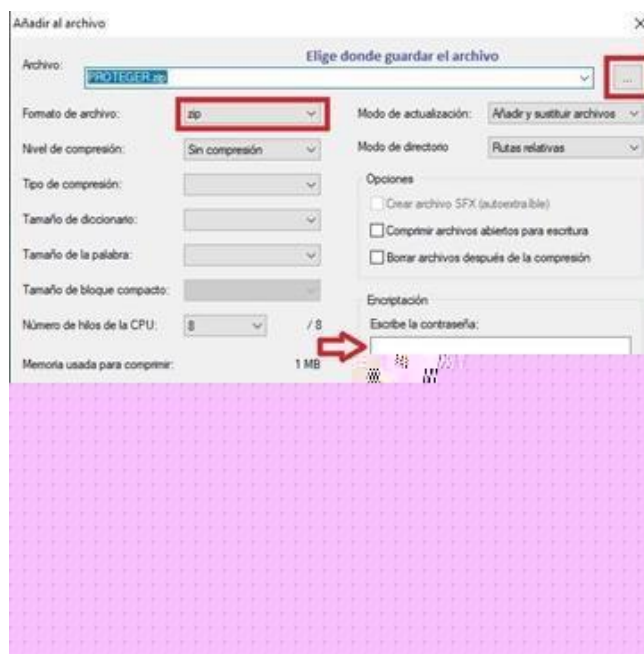 Añadir al archivo
Elige donde guardar el archivo
Archivo:
PROTEGER.zip
...
Formato de archivo: zip
Modo de actualización: Añadir y sustituir archivos
Nivel de compresión: Sin compresión
Modo de directorio Rutas relativas
Tipo de compresión:
Opciones
Crear archivo SFX (autoextraíble)
Tamaño de diccionario:
Comprimir archivos abiertos para escritura
Tamaño de la palabra:
Borrar archivos después de la compresión
Tamaño de bloque compacto:
Encriptación
Número de hilos de la CPU: 8 / 8
Escribe la contraseña:
Memoria usada para comprimir: 1 MB